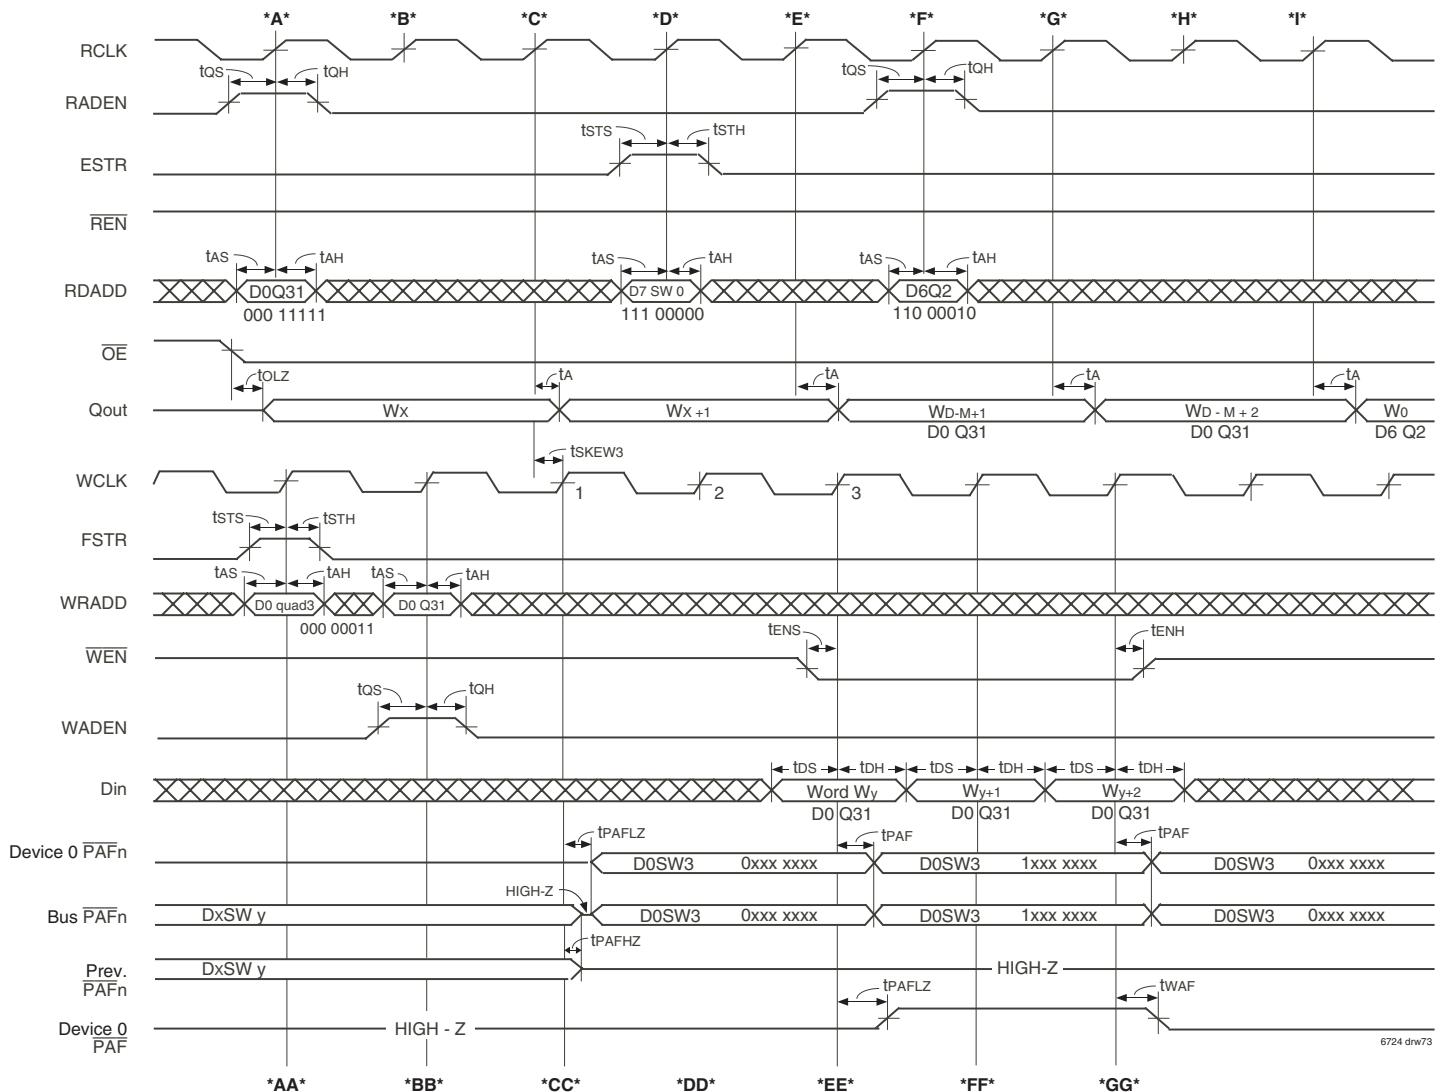 *A* *B* *C* *D* *E* *F* *G* *H* *I*
RCLK
tQS tQH tQS tQH
RADEN
tSTS tSTH
ESTR
REN
tAS tAH tAS tAH tAS tAH
RDADD D0Q31 D7 SW 0 D6Q2
000 11111 111 00000 110 00010
OE
tOLZ tA tA tA tA
Qout WX WX +1 WD-M+1 WD - M + 2 W0
D0 Q31 D0 Q31 D6 Q2
tSKEW3
WCLK 1 2 3
tSTS tSTH
FSTR
tAS tAH tAS tAH
WRADD D0 quad3 D0 Q31
000 00011
tENS tENH
WEN
tQS tQH
WADEN
tDS tDH tDS tDH tDS tDH
Din Word Wy Wy+1 Wy+2
D0 Q31 D0 Q31 D0 Q31
tPAFLZ tPAF tPAF
Device 0 PAFn D0SW3 0xxx xxxx D0SW3 1xxx xxxx D0SW3 0xxx xxxx
HIGH-Z
Bus PAFn DxSW y D0SW3 0xxx xxxx D0SW3 1xxx xxxx D0SW3 0xxx xxxx
tPAFHZ
Prev. DxSW y HIGH-Z
PAFn
tPAFLZ tWAF
Device 0 HIGH - Z
PAF
6724 drw73
*AA* *BB* *CC* *DD* *EE* *FF* *GG*